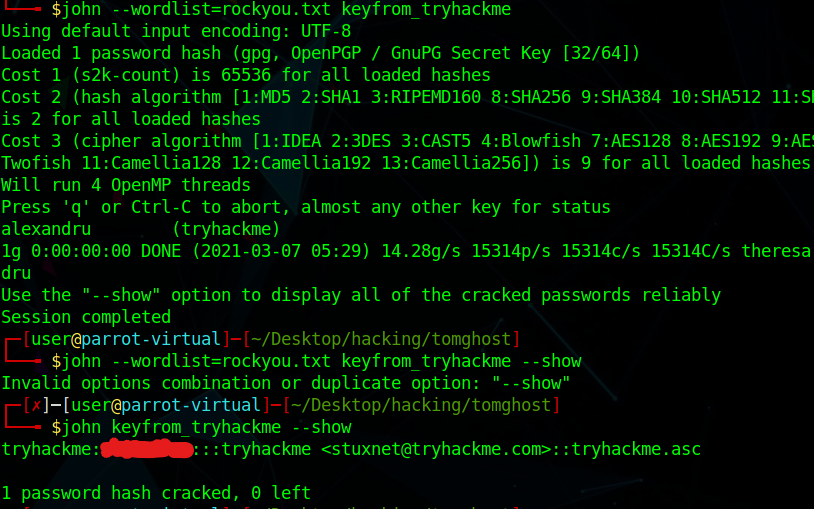 $john --wordlist=rockyou.txt keyfrom_tryhackme
Using default input encoding: UTF-8
Loaded 1 password hash (gpg, OpenPGP / GnuPG Secret Key [32/64])
Cost 1 (s2k-count) is 65536 for all loaded hashes
Cost 2 (hash algorithm [1:MD5 2:SHA1 3:RIPEMD160 8:SHA256 9:SHA384 10:SHA512 11:SH
is 2 for all loaded hashes
Cost 3 (cipher algorithm [1:IDEA 2:3DES 3:CAST5 4:Blowfish 7:AES128 8:AES192 9:AES
Twofish 11:Camellia128 12:Camellia192 13:Camellia256]) is 9 for all loaded hashes
Will run 4 OpenMP threads
Press 'q' or Ctrl-C to abort, almost any other key for status
alexandru        (tryhackme)
1g 0:00:00:00 DONE (2021-03-07 05:29) 14.28g/s 15314p/s 15314c/s 15314C/s theresa
dru
Use the "--show" option to display all of the cracked passwords reliably
Session completed
┌─[user@parrot-virtual]─[~/Desktop/hacking/tomghost]
└──╼ $john --wordlist=rockyou.txt keyfrom_tryhackme --show
Invalid options combination or duplicate option: "--show"
┌─[✗]─[user@parrot-virtual]─[~/Desktop/hacking/tomghost]
└──╼ $john keyfrom_tryhackme --show
tryhackme::::tryhackme <stuxnet@tryhackme.com>::tryhackme.asc
1 password hash cracked, 0 left